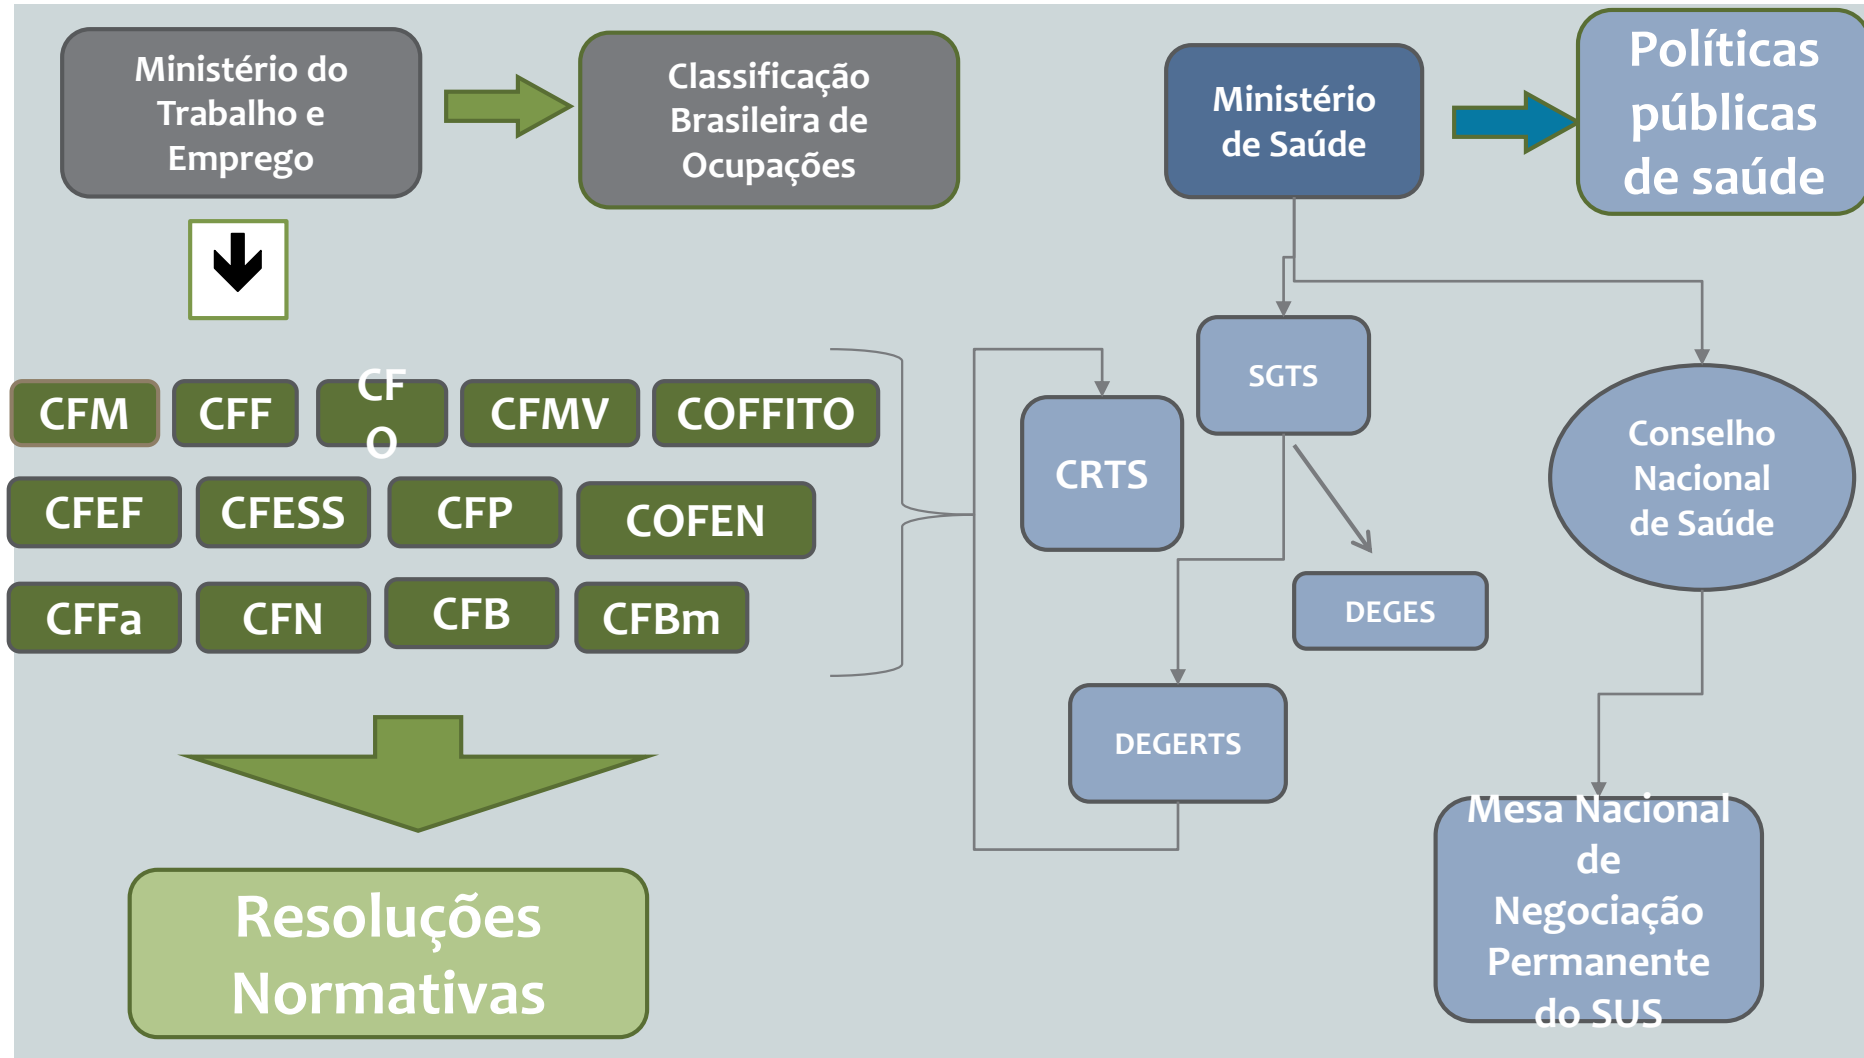 Ministério do
Trabalho e
Emprego
Classificação
Brasileira de
Ocupações
Ministério
de Saúde
Políticas
públicas
de saúde
CFM
CFF
CF
O
CFMV
COFFITO
CFEF
CFESS
CFP
COFEN
CFFa
CFN
CFB
CFBm
Resoluções
Normativas
CRTS
SGTS
DEGES
DEGERTS
Conselho
Nacional
de Saúde
Mesa Nacional
de
Negociação
Permanente
do SUS